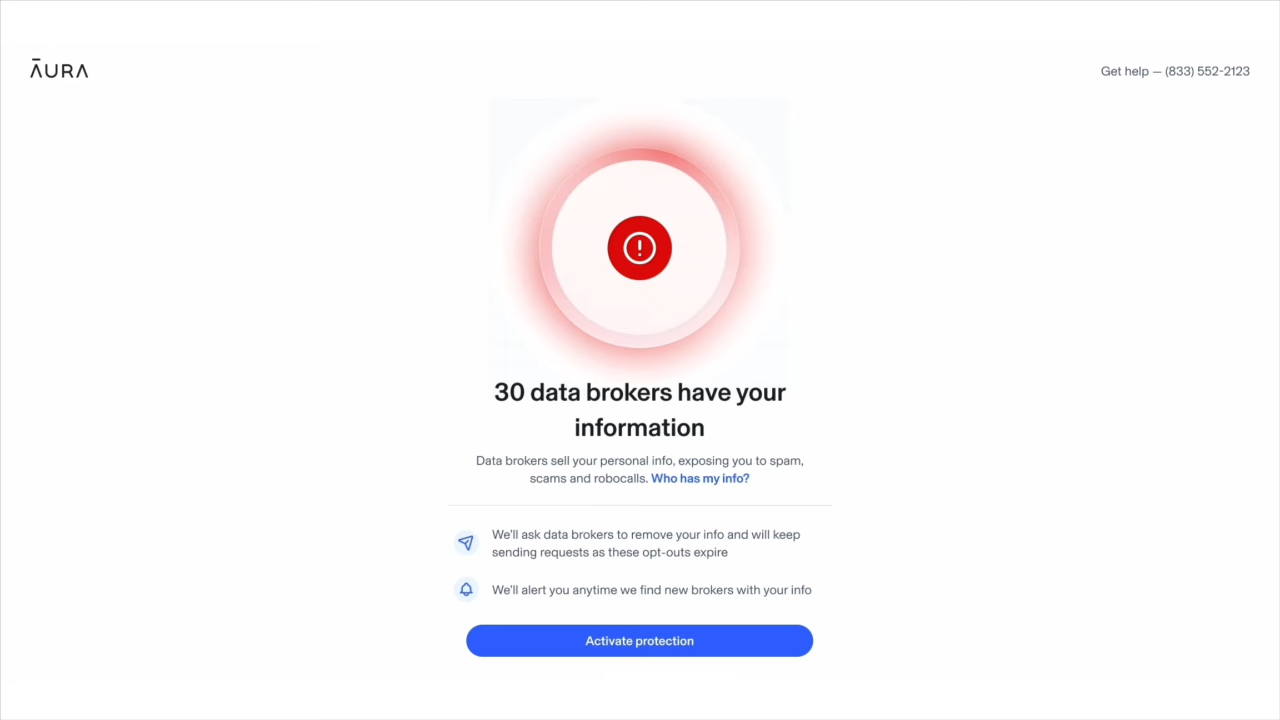 ĀURA
Get help — (833) 552-2123
30 data brokers have your
information
Data brokers sell your personal info, exposing you to spam,
scams and robocalls. Who has my info?
We'll ask data brokers to remove your info and will keep
sending requests as these opt-outs expire
We'll alert you anytime we find new brokers with your info
Activate protection